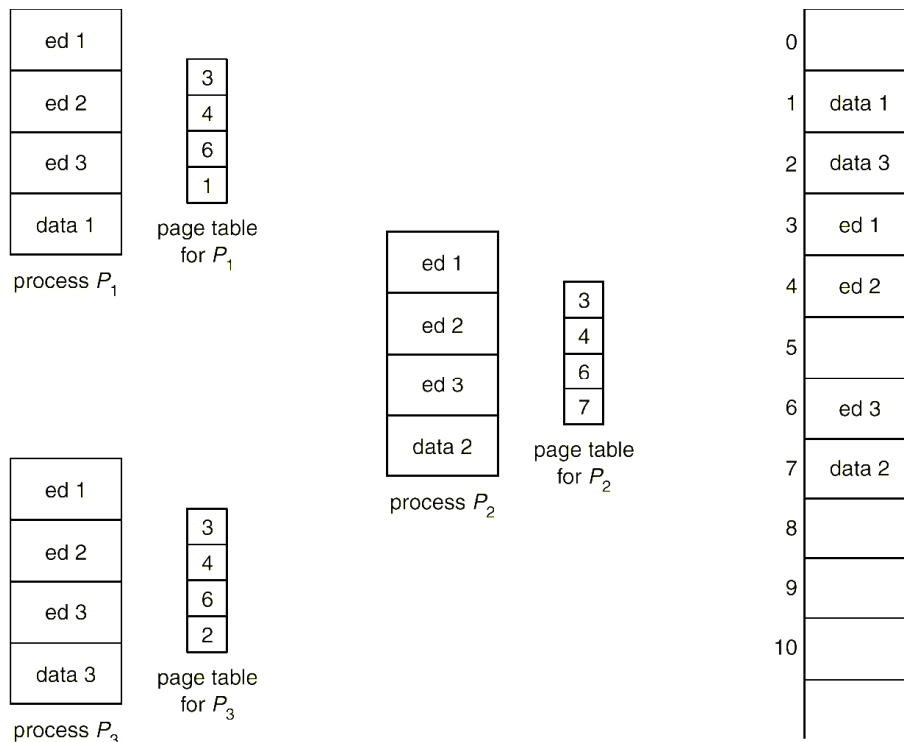 ed 1
ed 2
ed 3
data 1
process P1
3
4
6
1
page table
for P1
ed 1
ed 2
ed 3
data 2
process P2
3
4
6
7
page table
for P2
ed 1
ed 2
ed 3
data 3
process P3
3
4
6
2
page table
for P3
0
1 data 1
2 data 3
3 ed 1
4 ed 2
5
6 ed 3
7 data 2
8
9
10